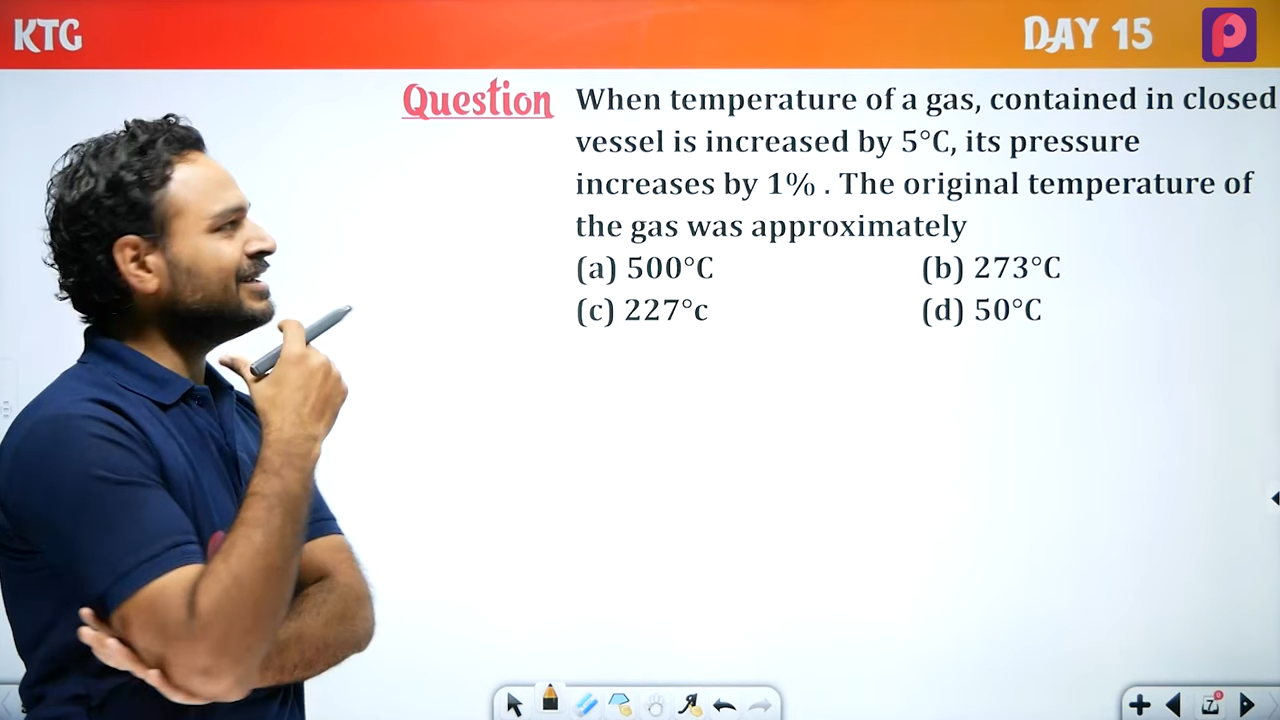 KTG
DAY 15
Question
When temperature of a gas, contained in closed
vessel is increased by 5°C, its pressure
increases by 1% . The original temperature of
the gas was approximately
(a) 500°C (b) 273°C
(c) 227°c (d) 50°C